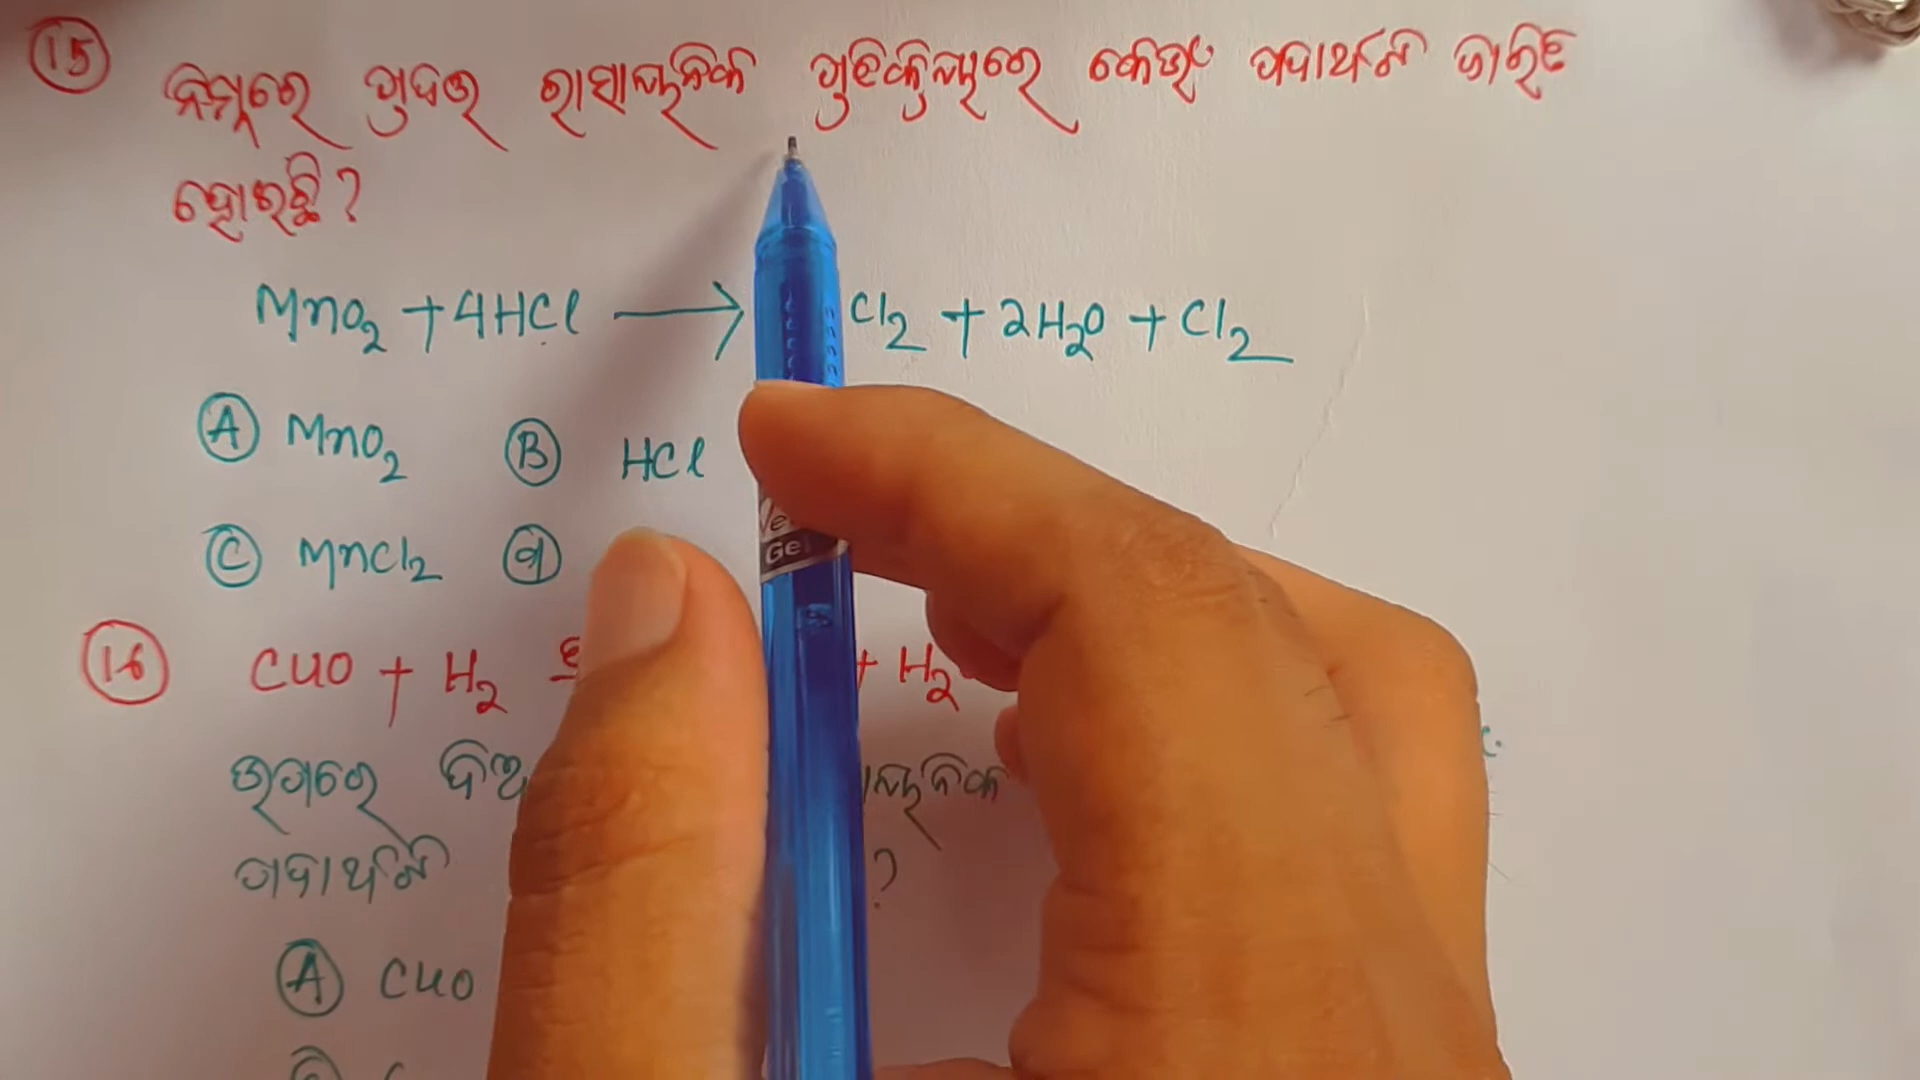 15 ନିମ୍ନରେ ପ୍ରଦତ୍ତ ରାସାୟନିକ ପ୍ରତିକ୍ରିୟାରେ କେଉଁ ପଦାର୍ଥଟି ଜାରିତ
ହୋଇଛି?
MnO₂ + 4HCl → Cl₂ + 2H₂O + Cl₂
A MnO₂ B HCl
C MnCl₂
16 CuO + H₂ + H₂
ଉପରେ
ପଦାର୍ଥଟି ?
A CuO
Gel